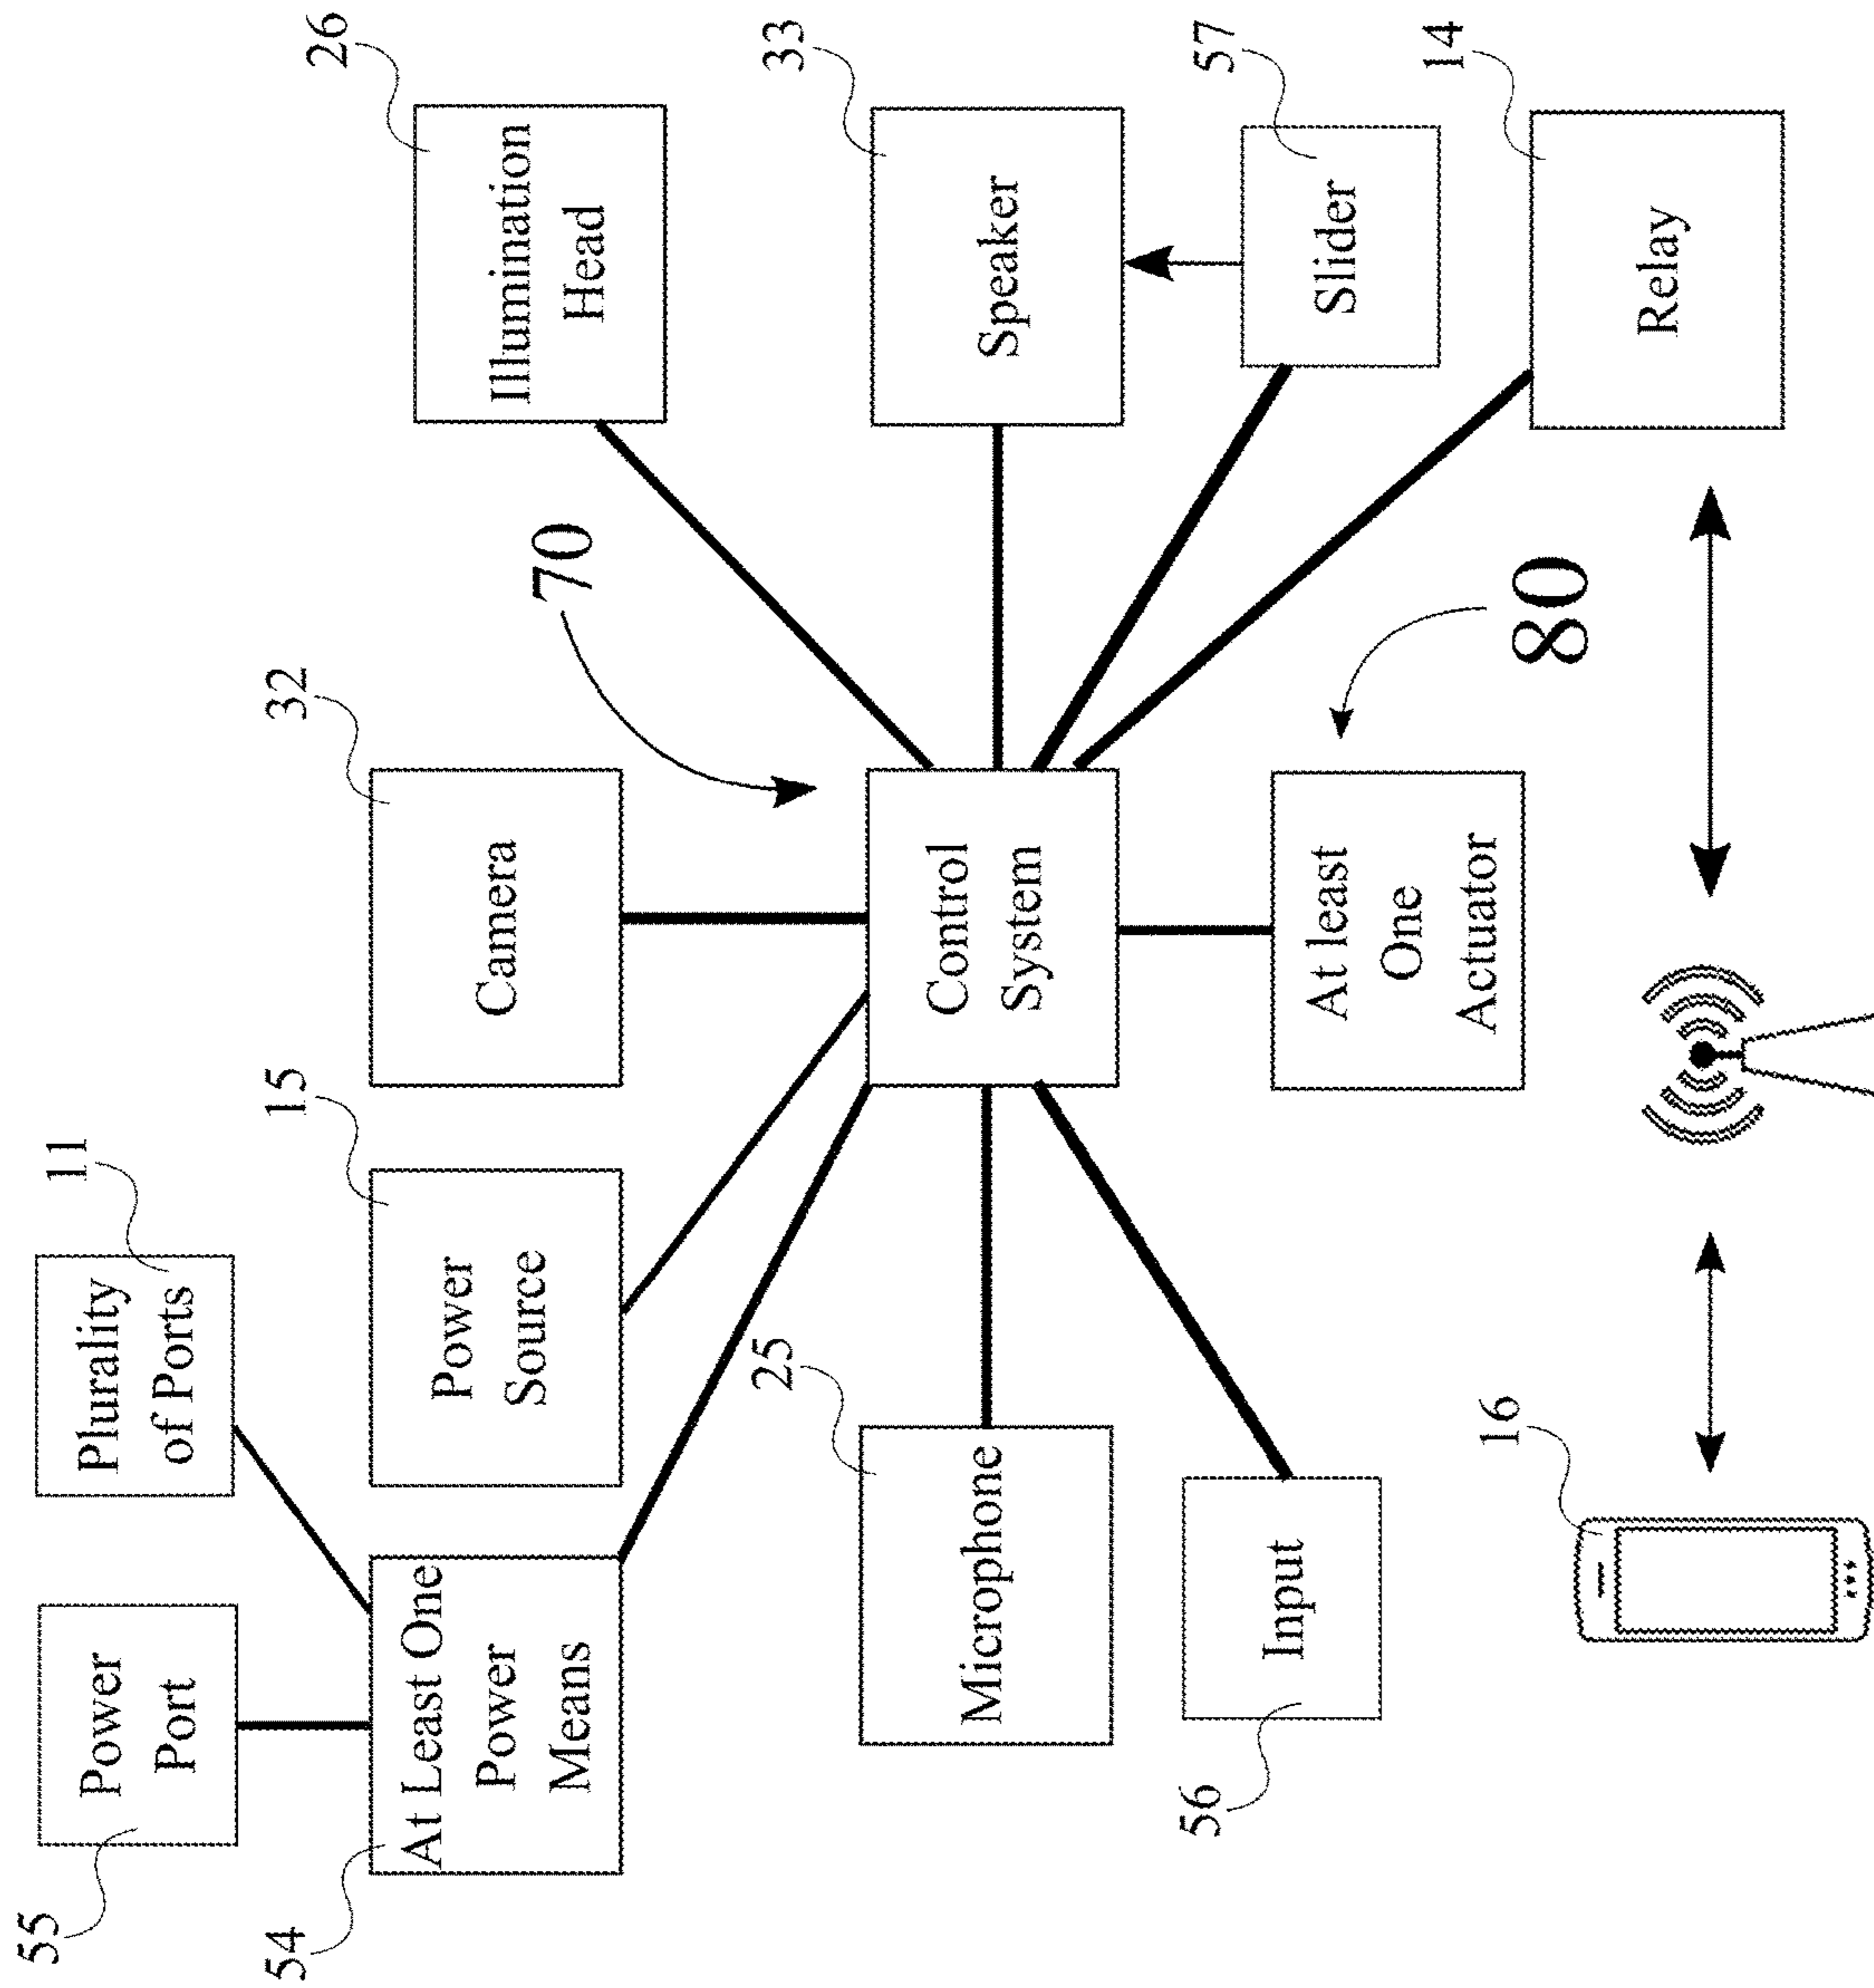 55
Power
Port
11
Plurality
of Ports
54
At Least One
Power
Means
15
Power
Source
32
Camera
26
Illumination
Head
70
25
Microphone
Control
System
33
Speaker
56
Input
At least
One
Actuator
80
57
Slider
16
14
Relay